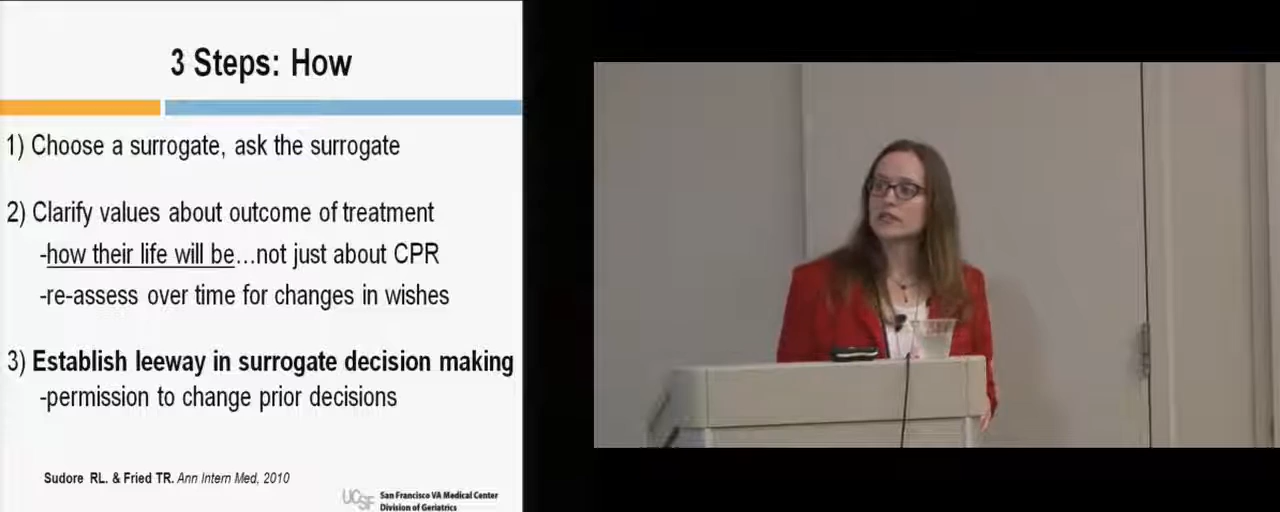 3 Steps: How
1) Choose a surrogate, ask the surrogate
2) Clarify values about outcome of treatment
-how their life will be...not just about CPR
-re-assess over time for changes in wishes
3) Establish leeway in surrogate decision making
-permission to change prior decisions
Sudore RL. & Fried TR. Ann Intern Med, 2010
UCSF
San Francisco VA Medical Center
Division of Geriatrics